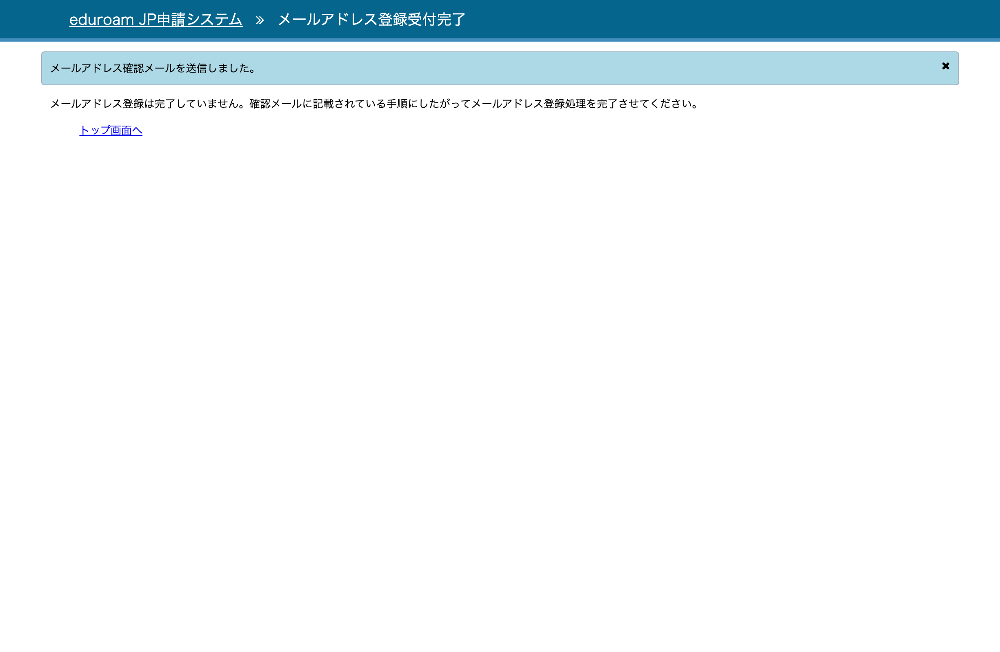 eduroam JP申請システム » メールアドレス登録受付完了
メールアドレス確認メールを送信しました。
メールアドレス登録は完了していません。確認メールに記載されている手順にしたがってメールアドレス登録処理を完了させてください。
トップ画面へ